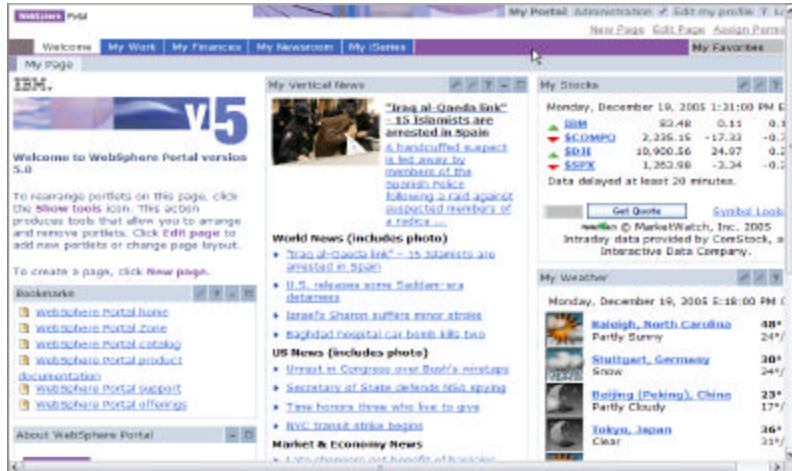 WebSphere Portal
My Portal Administration Edit my profile ? Lo
New Page Edit Page Assign Permi
Welcome My Work My Finances My Newsroom My iSeries My Favorites
My Page
IBM.
v5
Welcome to WebSphere Portal version
5.0
To rearrange portlets on this page, click
the Show tools icon. This action
produces tools that allow you to arrange
and remove portlets. Click Edit page to
add new portlets or change page layout.
To create a page, click New page.
Bookmarks
WebSphere Portal home
WebSphere Portal Zone
WebSphere Portal catalog
WebSphere Portal product
documentation
WebSphere Portal support
WebSphere Portal offerings
About WebSphere Portal
My Vertical News
"Iraq al-Qaeda link"
- 15 Islamists are
arrested in Spain
A handcuffed suspect
is led away by
members of the
Spanish Police
following a raid against
suspected members of
a radica ...
World News (includes photo)
"Iraq al-Qaeda link" - 15 Islamists are
arrested in Spain
U.S. releases some Saddam-era
detainees
Israel's Sharon suffers minor stroke
Baghdad hospital car bomb kills two
US News (includes photo)
Unrest in Congress over Bush's wiretaps
Secretary of State defends NSA spying
Time honors three who live to give
NYC transit strike begins
Market & Economy News
My Stocks
Monday, December 19, 2005 1:31:00 PM E
IBM 83.48 0.11 0.1
$COMPQ 2,235.15 -17.33 -0.7
$DJI 10,900.56 24.97 0.2
$SPX 1,263.98 -3.34 -0.2
Data delayed at least 20 minutes.
Get Quote Symbol Look
© MarketWatch, Inc. 2005
Intraday data provided by ComStock, a
Interactive Data Company.
My Weather
Monday, December 19, 2005 5:18:00 PM
Raleigh, North Carolina 48°
Partly Sunny 24°/
Stuttgart, Germany 30°
Snow 24°/
Beijing (Peking), China 23°
Partly Cloudy 17°/
Tokyo, Japan 36°
Clear 31°/